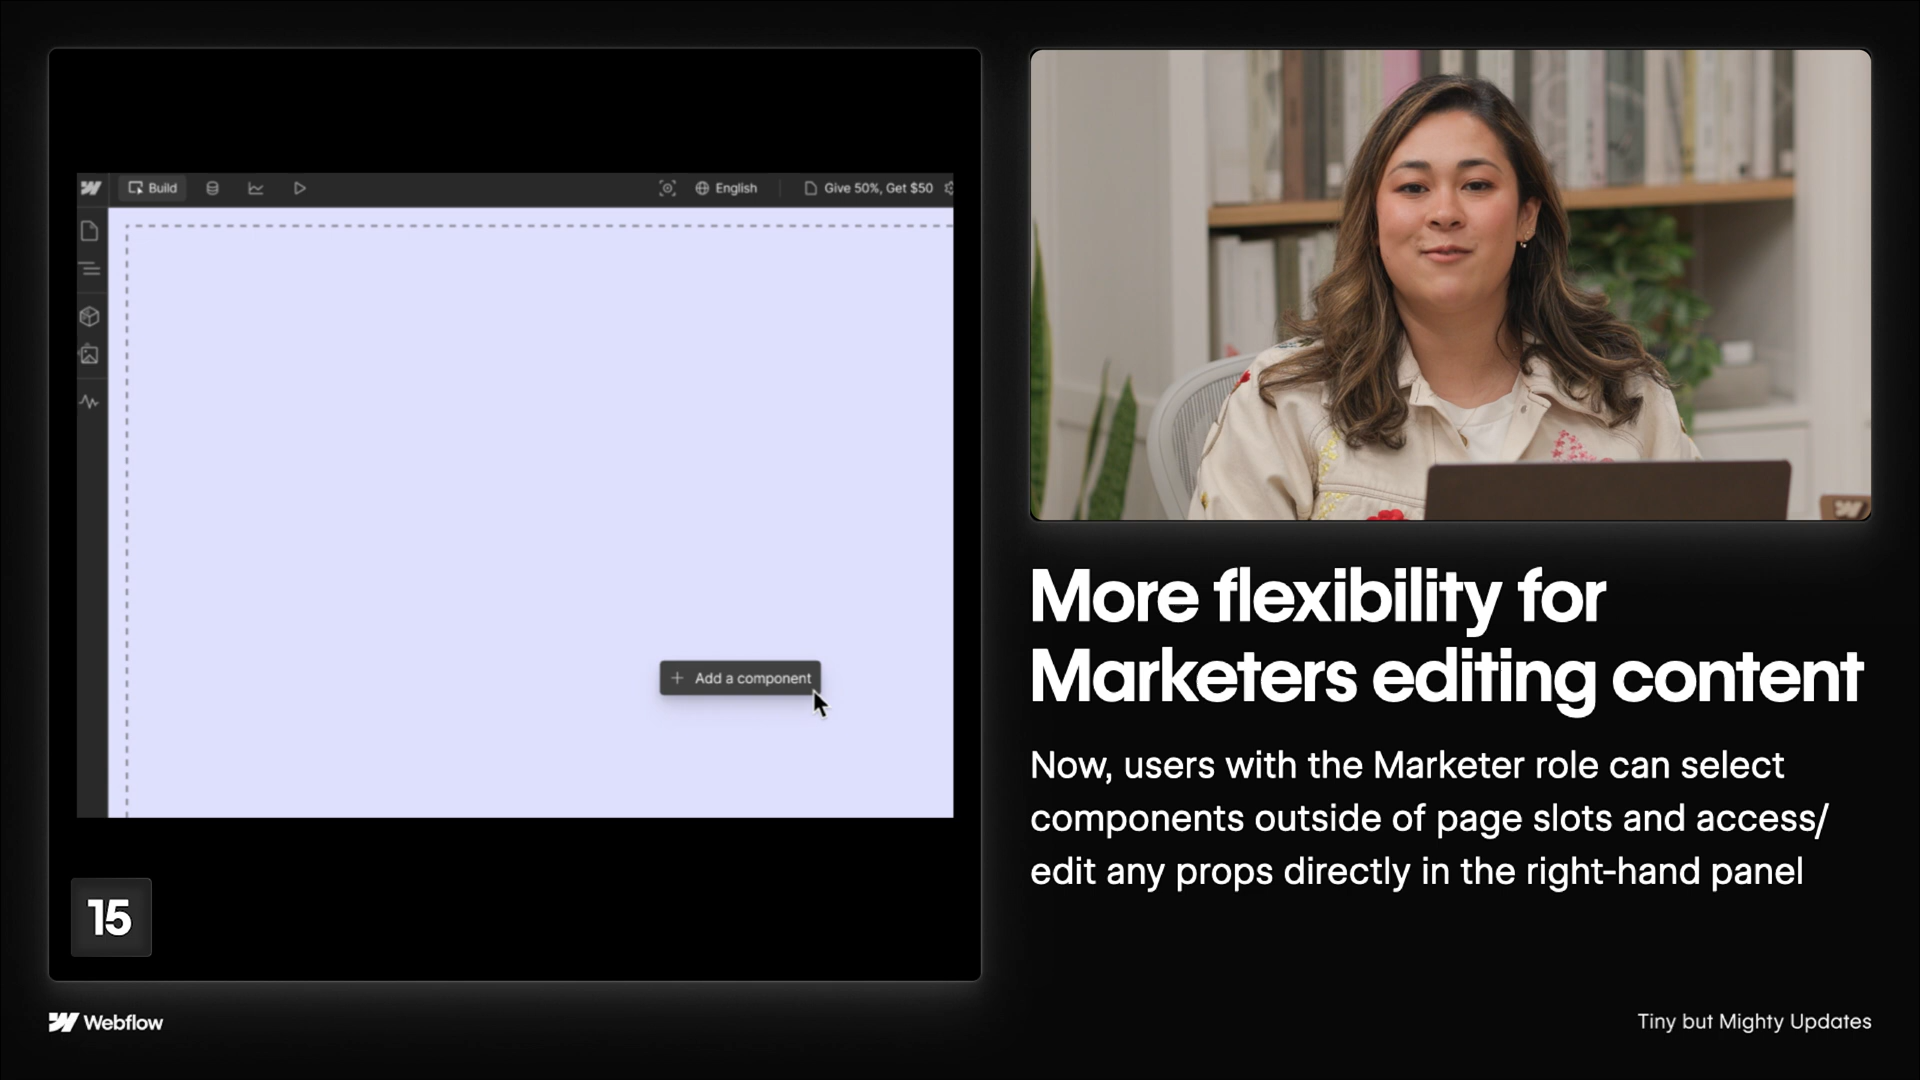 Build
English
Give 50%, Get $50
+ Add a component
15
More flexibility for
Marketers editing content
Now, users with the Marketer role can select
components outside of page slots and access/
edit any props directly in the right-hand panel
Webflow
Tiny but Mighty Updates